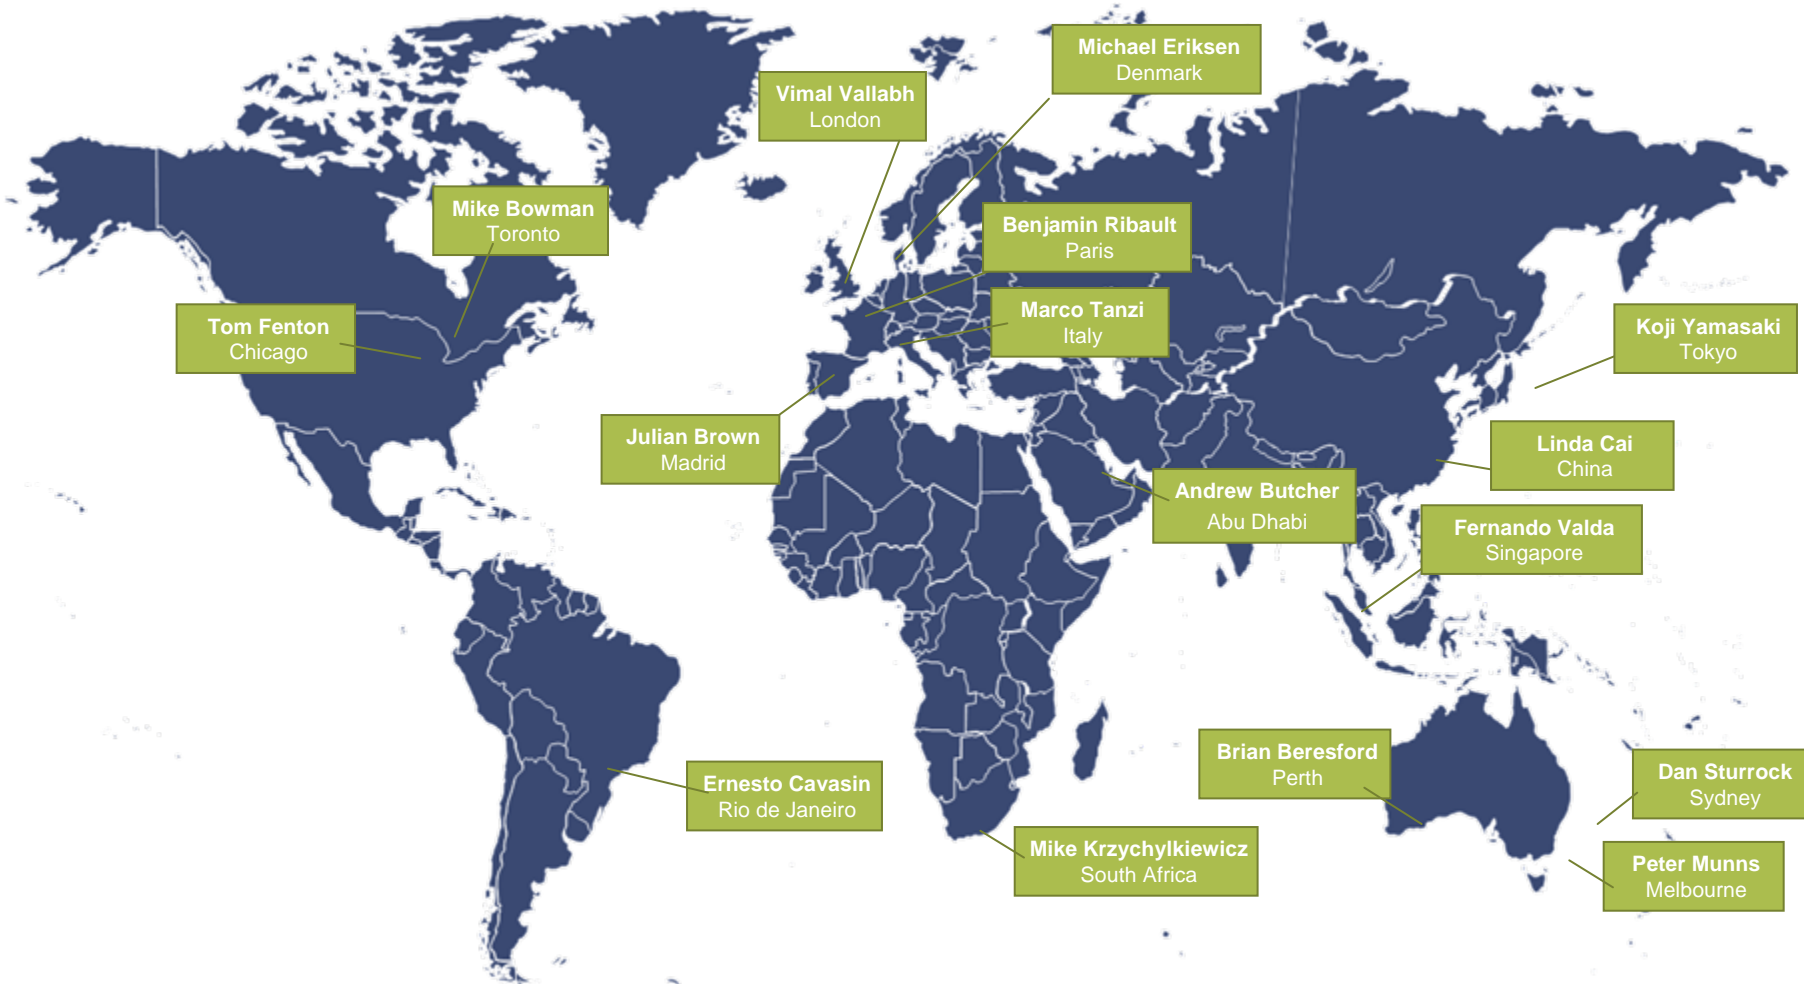 Michael Eriksen
Denmark
Vimal Vallabh
London
Mike Bowman
Toronto
Benjamin Ribault
Paris
Tom Fenton
Chicago
Marco Tanzi
Italy
Koji Yamasaki
Tokyo
Julian Brown
Madrid
Linda Cai
China
Andrew Butcher
Abu Dhabi
Fernando Valda
Singapore
Brian Beresford
Perth
Dan Sturrock
Sydney
Ernesto Cavasin
Rio de Janeiro
Mike Krzychylkiewicz
South Africa
Peter Munns
Melbourne